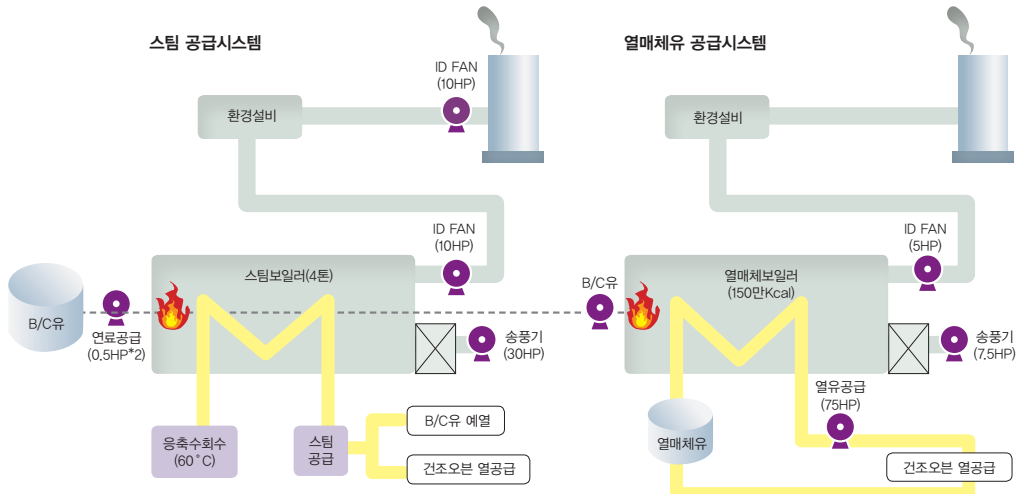 스팀 공급시스템
ID FAN
(10HP)
환경설비
ID FAN
(10HP)
스팀보일러(4톤)
B/C유
연료공급
(0.5HP*2)
송풍기
(30HP)
응축수회수
(60˚C)
스팀
공급
B/C유 예열
건조오븐 열공급
열매체유 공급시스템
환경설비
ID FAN
(5HP)
B/C유
열매체보일러
(150만Kcal)
송풍기
(7.5HP)
열유공급
(75HP)
열매체유
건조오븐 열공급